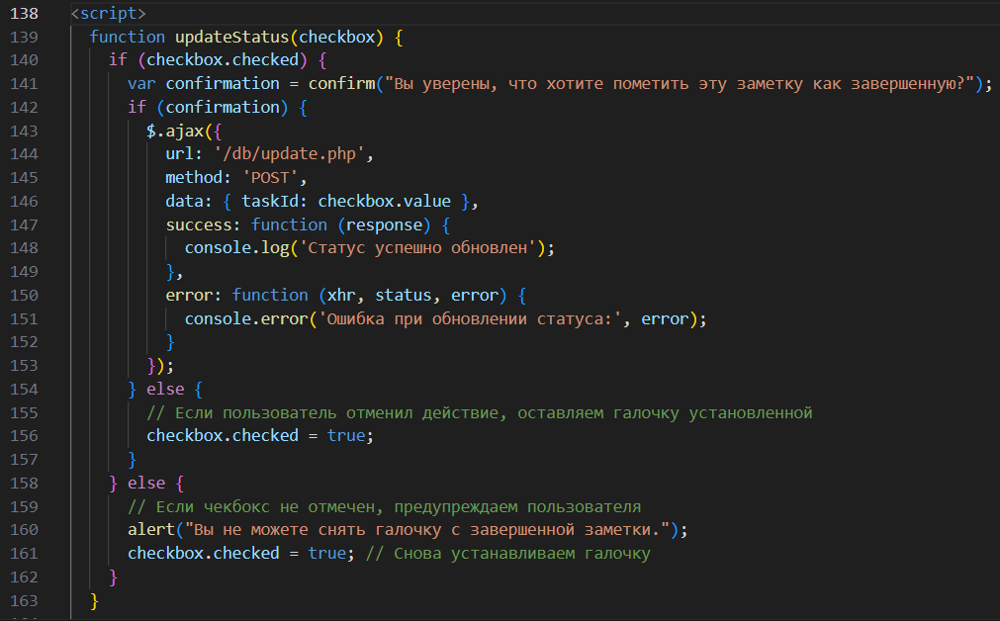 138 <script>
139 function updateStatus(checkbox) {
140 if (checkbox.checked) {
141 var confirmation = confirm("Вы уверены, что хотите пометить эту заметку как завершенную?");
142 if (confirmation) {
143 $.ajax({
144 url: '/db/update.php',
145 method: 'POST',
146 data: { taskId: checkbox.value },
147 success: function (response) {
148 console.log('Статус успешно обновлен');
149 },
150 error: function (xhr, status, error) {
151 console.error('Ошибка при обновлении статуса:', error);
152 }
153 });
154 } else {
155 // Если пользователь отменил действие, оставляем галочку установленной
156 checkbox.checked = true;
157 }
158 } else {
159 // Если чекбокс не отмечен, предупреждаем пользователя
160 alert("Вы не можете снять галочку с завершенной заметки.");
161 checkbox.checked = true; // Снова устанавливаем галочку
162 }
163 }